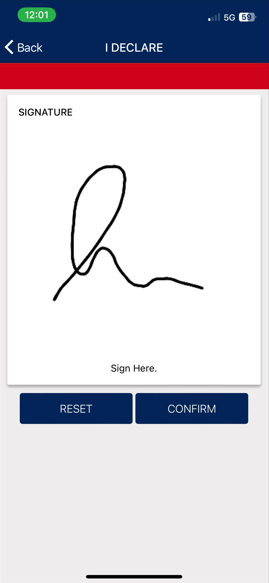 12:01
5G 59
Back
I DECLARE
SIGNATURE
Sign Here.
RESET
CONFIRM